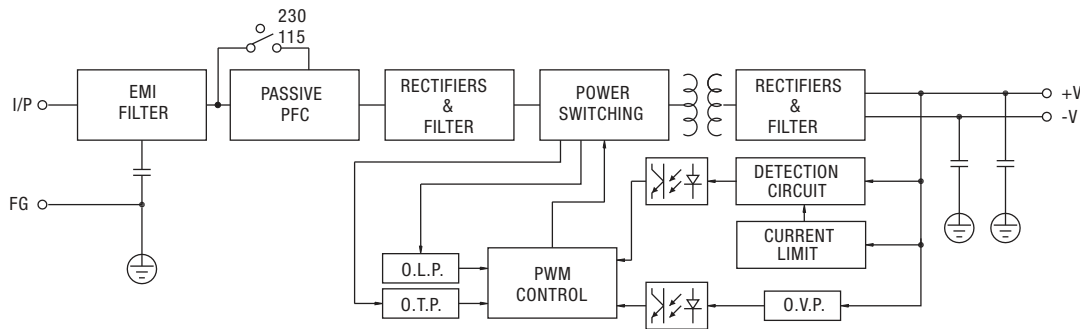 230
115
I/P
EMI
FILTER
PASSIVE
PFC
RECTIFIERS
&
FILTER
POWER
SWITCHING
RECTIFIERS
&
FILTER
+V
-V
FG
DETECTION
CIRCUIT
CURRENT
LIMIT
O.L.P.
O.T.P.
PWM
CONTROL
O.V.P.